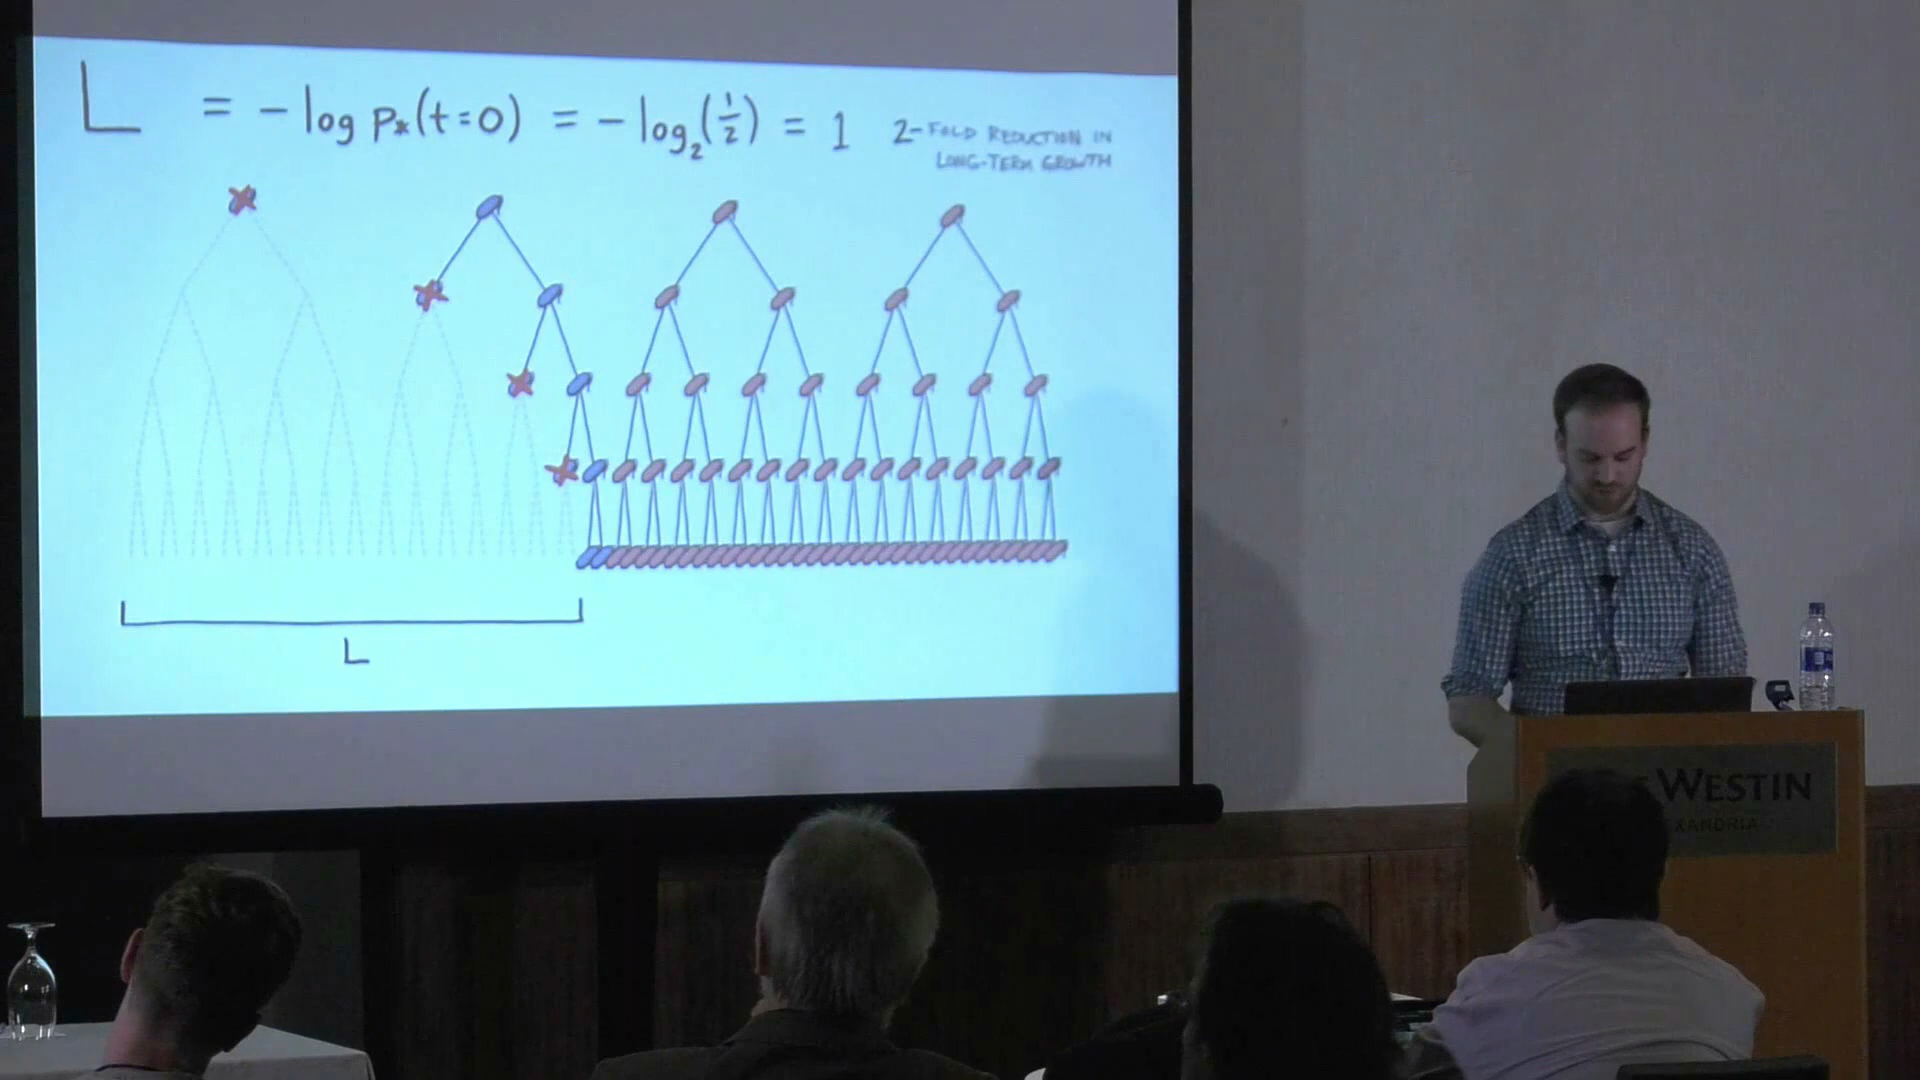 L = - log p*(t=0) = - log₂(1/2) = 1 2-FOLD REDUCTION IN
LONG-TERM GROWTH
L
WESTIN